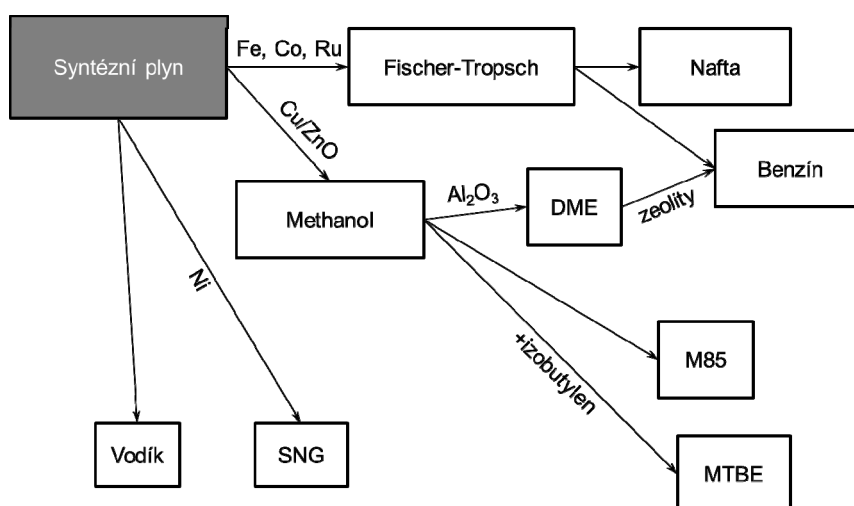 Syntézní plyn
Fe, Co, Ru
Fischer-Tropsch
Nafta
Cu/ZnO
Benzín
Methanol
Al₂O₃
DME
zeolity
Ni
+izobutylen
M85
Vodík
SNG
MTBE